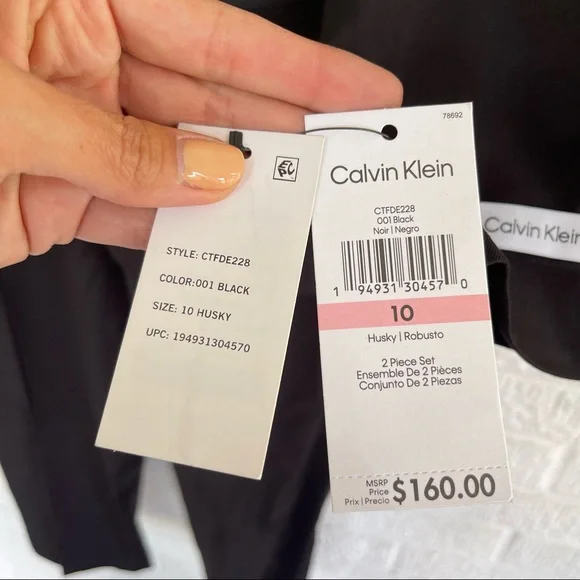 STYLE: CTFDE228
COLOR:001 BLACK
SIZE: 10 HUSKY
UPC: 194931304570
78692
Calvin Klein
CTFDE228
001 Black
Noir | Negro
1 94931 30457 0
10
Husky | Robusto
2 Piece Set
Ensemble De 2 Pièces
Conjunto De 2 Piezas
MSRP
Price
Prix | Precio
$160.00
Calvin Klein